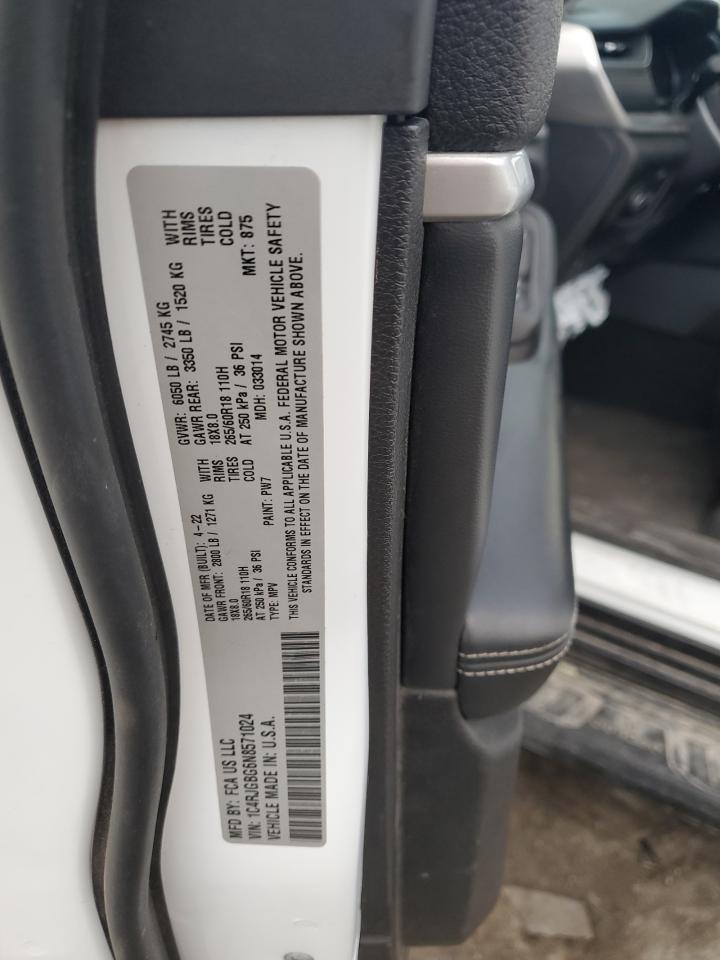 MFD BY: FCA US LLC
VIN: 1C4RJGBG6N8571024
VEHICLE MADE IN: U.S.A.
DATE OF MFR (BUILT): 4-22
GAWR FRONT: 2800 LB / 1271 KG WITH
18X8.0 RIMS
265/60R18 110H TIRES
AT 250 kPa / 36 PSI COLD
TYPE: MPV PAINT: PW7
GVWR: 6050 LB / 2745 KG
GAWR REAR: 3350 LB / 1520 KG WITH
18X8.0 RIMS
265/60R18 110H TIRES
AT 250 kPa / 36 PSI COLD
MDH: 033014 MKT: 875
THIS VEHICLE CONFORMS TO ALL APPLICABLE U.S.A. FEDERAL MOTOR VEHICLE SAFETY
STANDARDS IN EFFECT ON THE DATE OF MANUFACTURE SHOWN ABOVE.